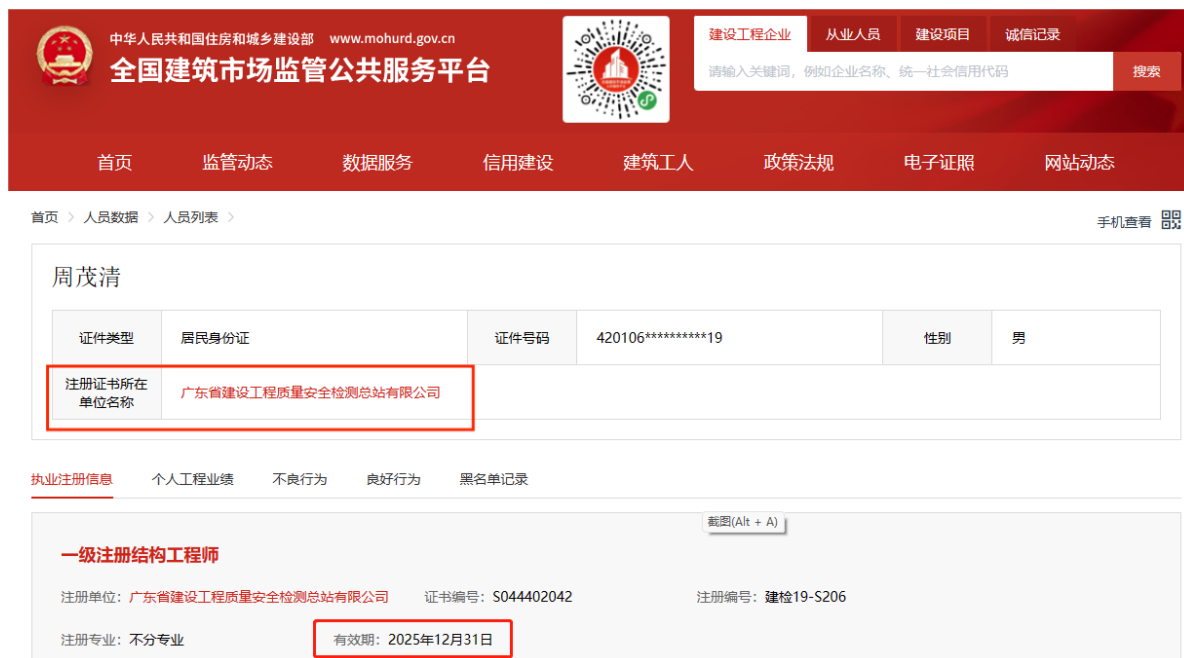 中华人民共和国住房和城乡建设部 www.mohurd.gov.cn
全国建筑市场监管公共服务平台
建设工程企业 从业人员 建设项目 诚信记录
请输入关键词，例如企业名称、统一社会信用代码 搜索
首页 监管动态 数据服务 信用建设 建筑工人 政策法规 电子证照 网站动态
首页 > 人员数据 > 人员列表 >
手机查看
周茂清
证件类型 居民身份证 证件号码 420106**********19 性别 男
注册证书所在
单位名称
广东省建设工程质量安全检测总站有限公司
执业注册信息 个人工程业绩 不良行为 良好行为 黑名单记录
截图(Alt + A)
一级注册结构工程师
注册单位：广东省建设工程质量安全检测总站有限公司 证书编号：S044402042 注册编号：建检19-S206
注册专业：不分专业 有效期：2025年12月31日